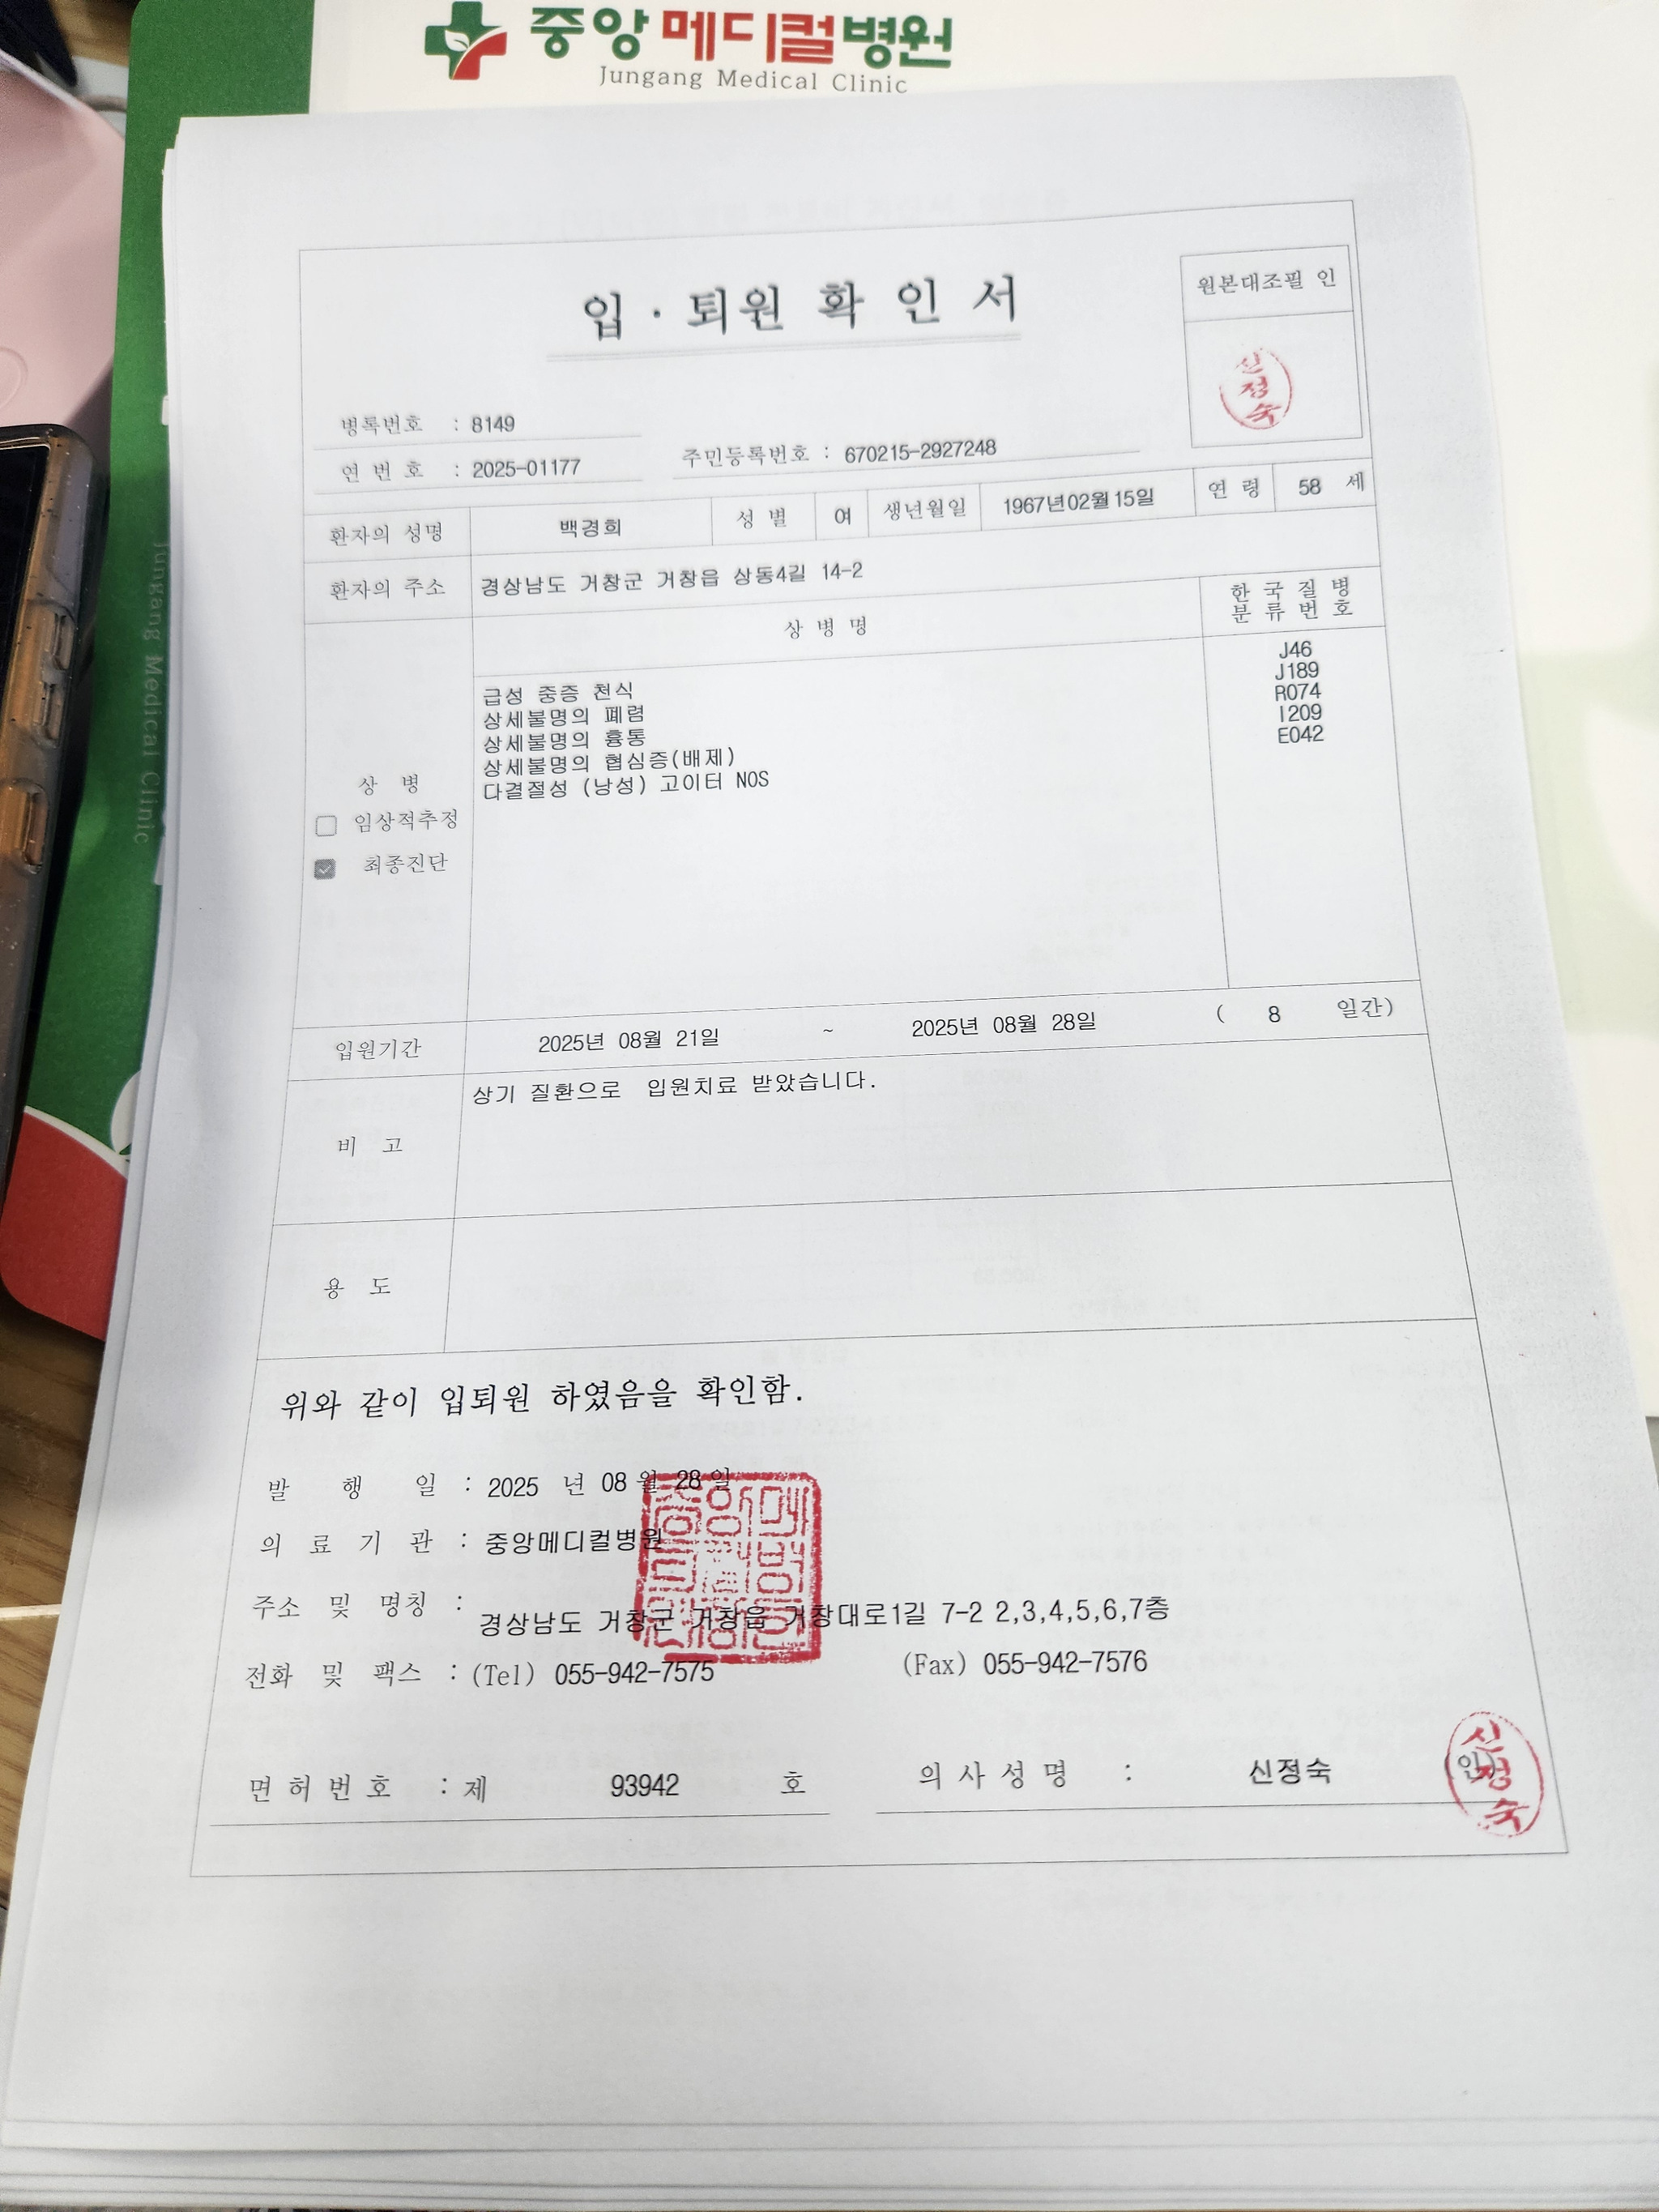 중앙메디컬병원
Jungang Medical Clinic
Jungang Medical Clinic
입 · 퇴원 확 인 서
원본대조필 인
신정숙
병록번호 : 8149
연 번 호 : 2025-01177
주민등록번호 : 670215-2927248
환자의 성명 백경희 성 별 여 생년월일 1967년02월15일 연 령 58 세
환자의 주소 경상남도 거창군 거창읍 상동4길 14-2
상 병 명 한 국 질 병 분 류 번 호
급성 중증 천식 J46
상세불명의 폐렴 J189
상세불명의 흉통 R074
상세불명의 협심증(배제) I209
다결절성 (낭성) 고이터 NOS E042
상 병
임상적추정
최종진단
입원기간 2025년 08월 21일 ~ 2025년 08월 28일 ( 8 일간)
비 고 상기 질환으로 입원치료 받았습니다.
용 도
위와 같이 입퇴원 하였음을 확인함.
발 행 일 : 2025 년 08 월 28 일
의 료 기 관 : 중앙메디컬병원
주소 및 명칭 : 경상남도 거창군 거창읍 거창대로1길 7-2 2,3,4,5,6,7층
전화 및 팩스 : (Tel) 055-942-7575 (Fax) 055-942-7576
면 허 번 호 : 제 93942 호 의 사 성 명 : 신정숙 (인)
신정숙